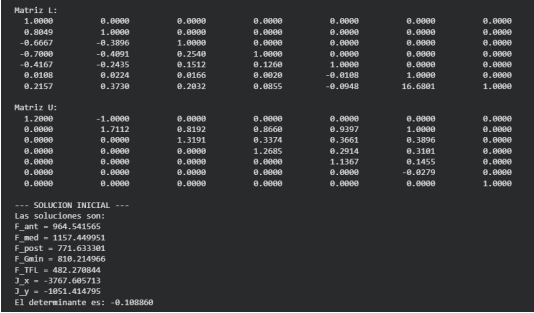 Matriz L:
1.0000 0.0000 0.0000 0.0000 0.0000 0.0000 0.0000
0.8049 1.0000 0.0000 0.0000 0.0000 0.0000 0.0000
-0.6667 -0.3896 1.0000 0.0000 0.0000 0.0000 0.0000
-0.7000 -0.4091 0.2540 1.0000 0.0000 0.0000 0.0000
-0.4167 -0.2435 0.1512 0.1260 1.0000 0.0000 0.0000
0.0108 0.0224 0.0166 0.0020 -0.0108 1.0000 0.0000
0.2157 0.3730 0.2032 0.0855 -0.0948 16.6801 1.0000
Matriz U:
1.2000 -1.0000 0.0000 0.0000 0.0000 0.0000 0.0000
0.0000 1.7112 0.8192 0.8660 0.9397 1.0000 0.0000
0.0000 0.0000 1.3191 0.3374 0.3661 0.3896 0.0000
0.0000 0.0000 0.0000 1.2685 0.2914 0.3101 0.0000
0.0000 0.0000 0.0000 0.0000 1.1367 0.1455 0.0000
0.0000 0.0000 0.0000 0.0000 0.0000 -0.0279 0.0000
0.0000 0.0000 0.0000 0.0000 0.0000 0.0000 1.0000
--- SOLUCION INICIAL ---
Las soluciones son:
F_ant = 964.541565
F_med = 1157.449951
F_post = 771.633301
F_Gmin = 810.214966
F_TFL = 482.270844
J_x = -3767.605713
J_y = -1051.414795
El determinante es: -0.108860